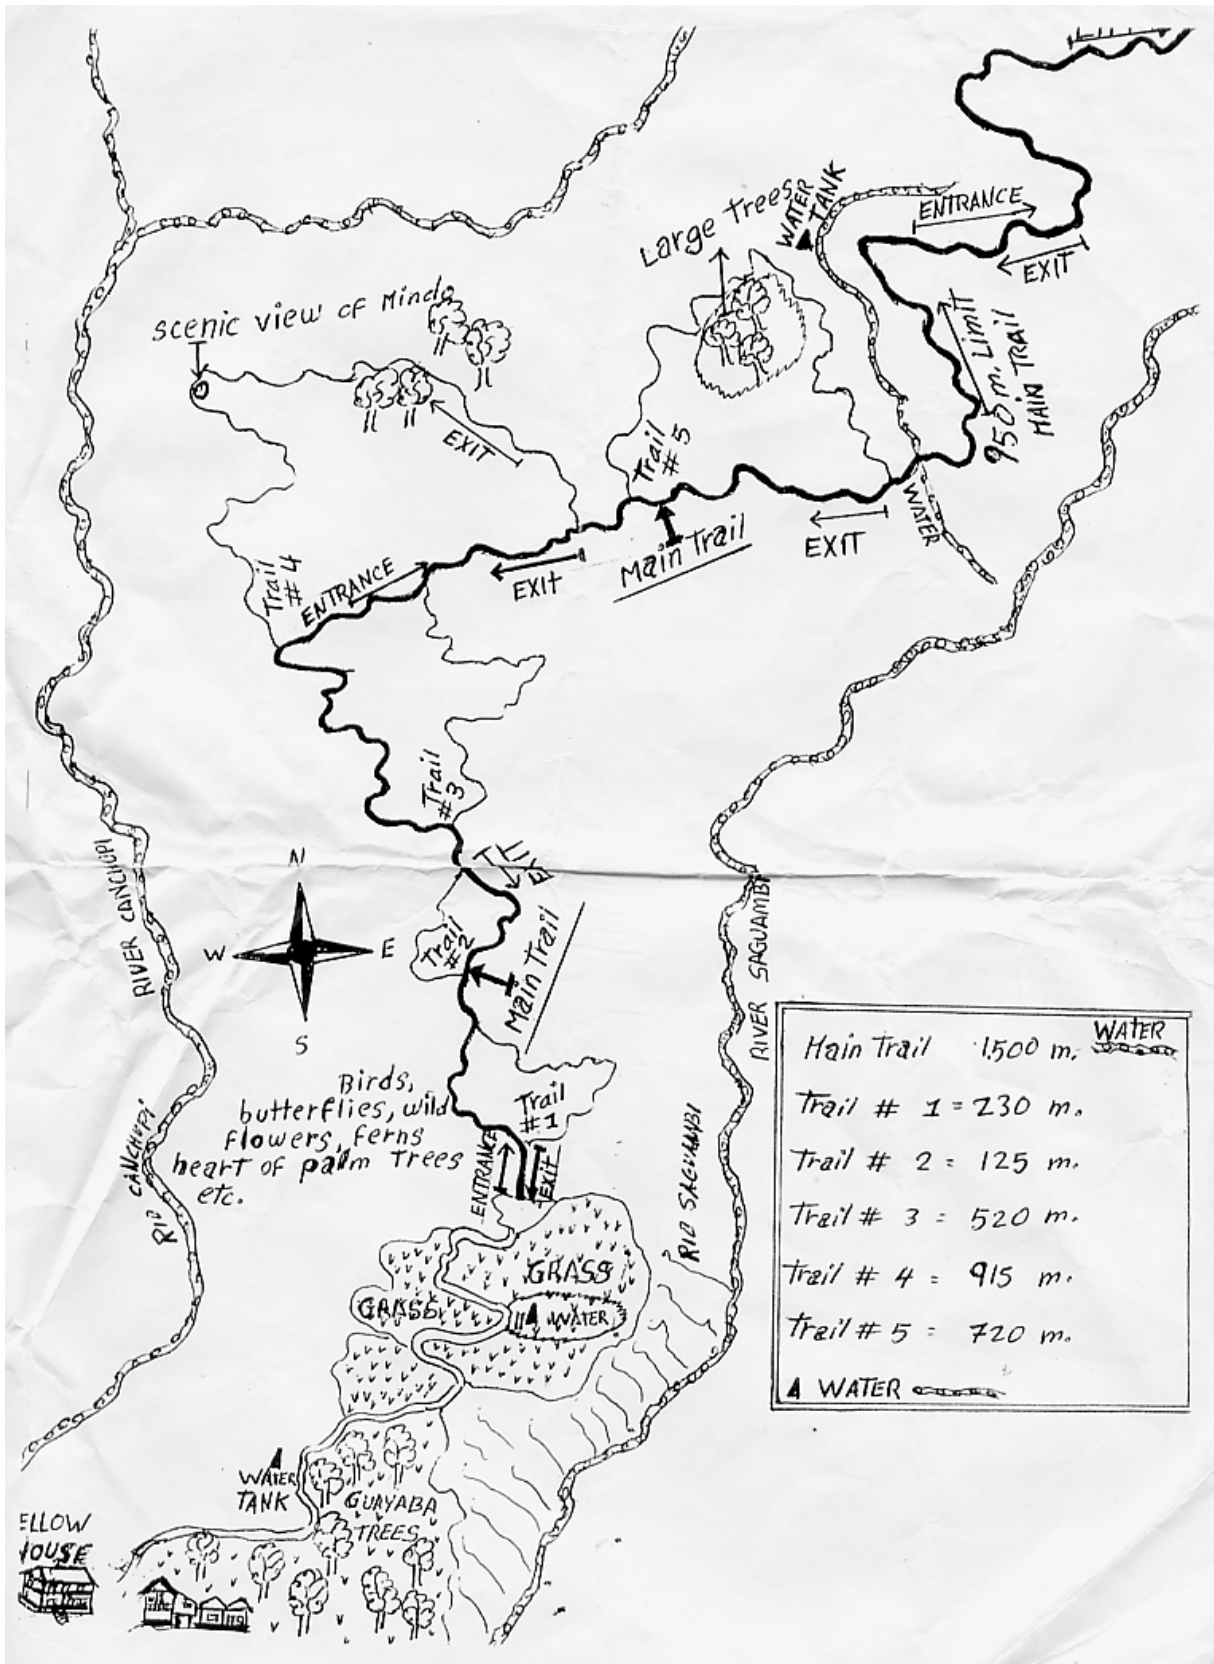 Large Trees
WATER
TANK
ENTRANCE
EXIT
Scenic view of Mindo
950 m. Limit
MAIN TRAIL
EXIT
Trail
#5
Main Trail
EXIT
WATER
Trail
#4
ENTRANCE
EXIT
Trail
#3
EXIT
N
W
E
S
Trail
#2
Main Trail
RIVER CANCHUPI
RIVER SAGUAMBI
Birds,
butterflies, wild
flowers, ferns
heart of palm Trees
etc.
Trail
#1
ENTRANCE
EXIT
RIO CANCHUPI
RIO SAGUAMBI
GRASS
GRASS
WATER
Main Trail 1500 m. WATER
Trail # 1 = 230 m.
Trail # 2 = 125 m.
Trail # 3 = 520 m.
Trail # 4 = 915 m.
Trail # 5 = 720 m.
WATER
WATER
TANK
GUAYABA
TREES
ELLOW
HOUSE